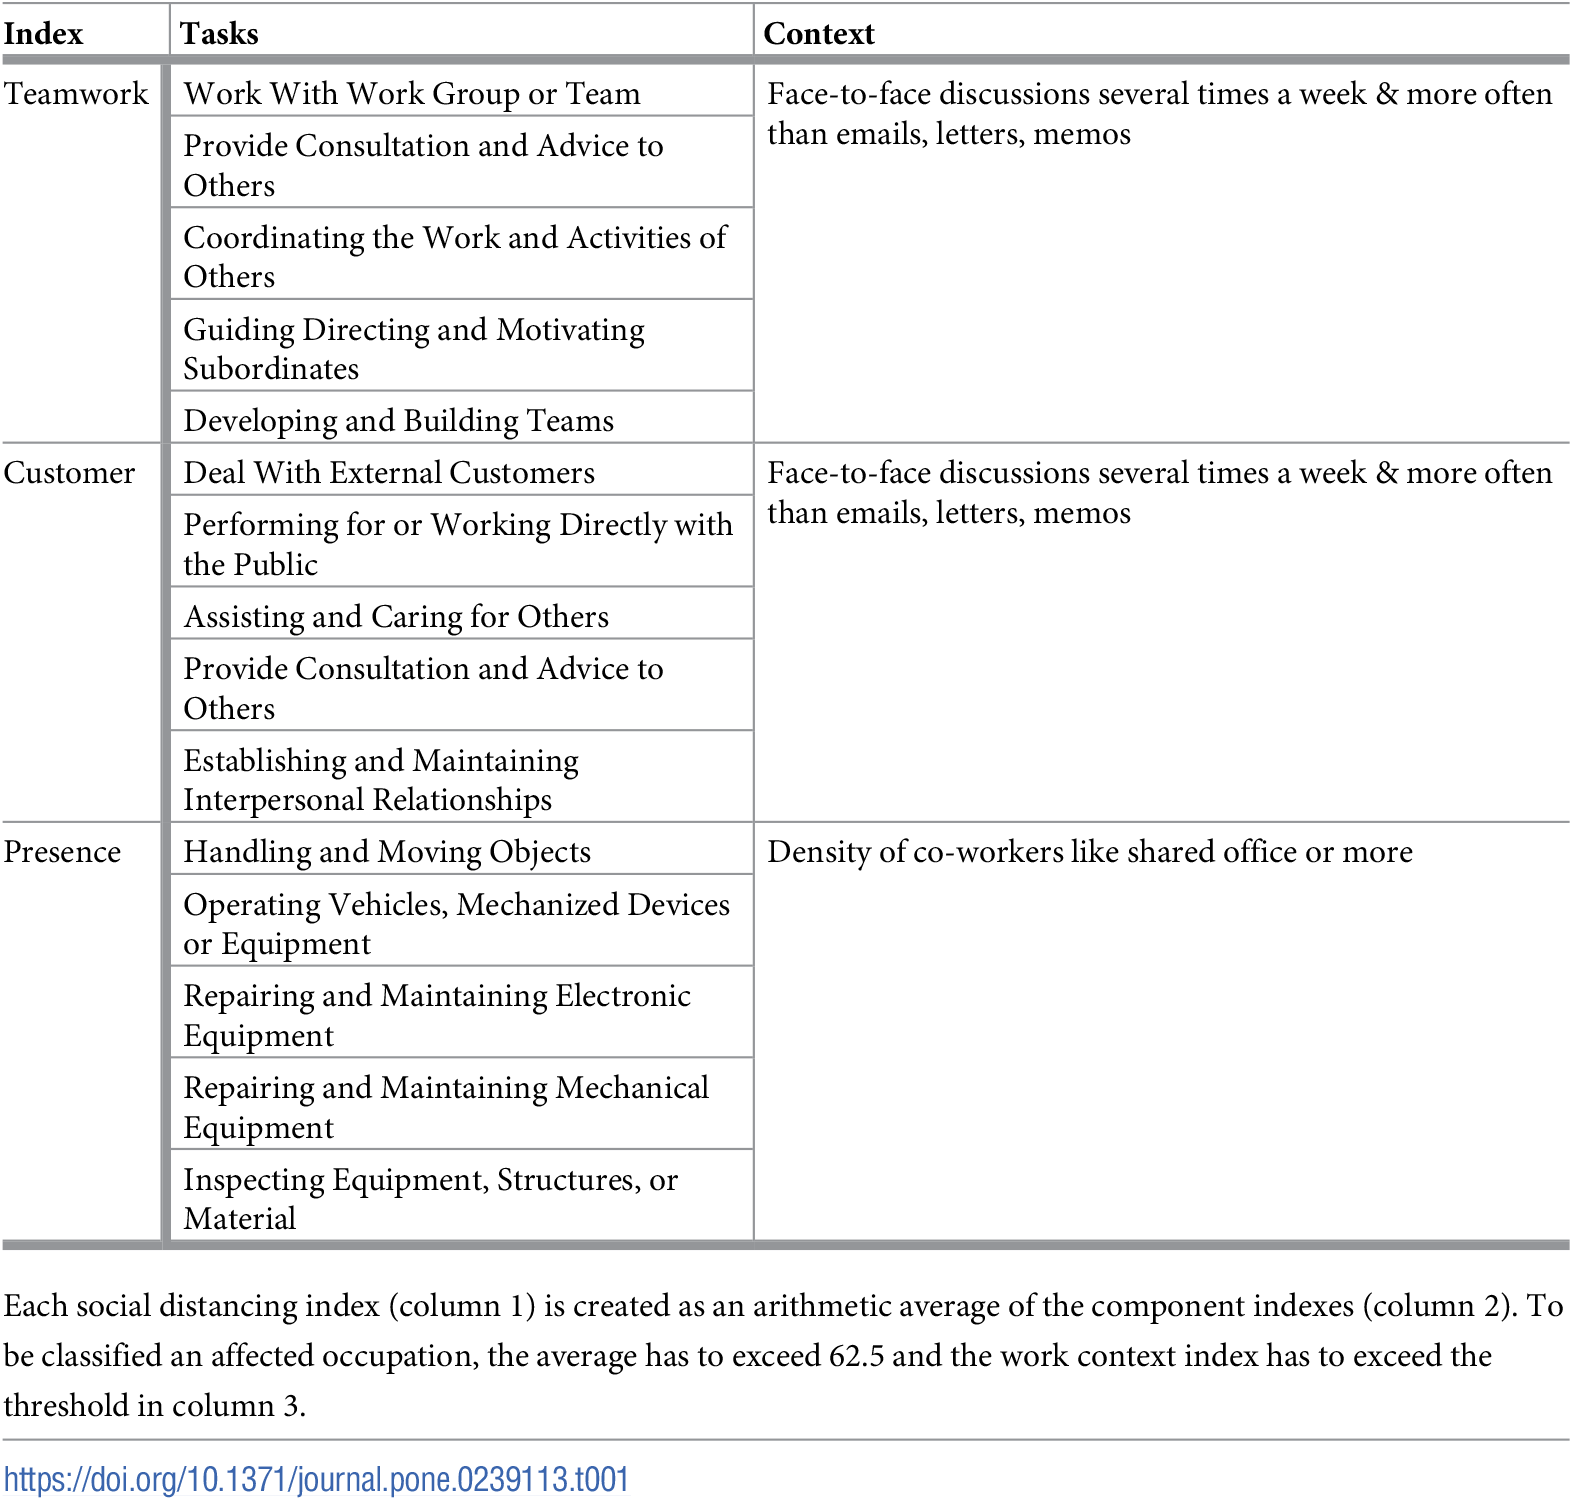 Index Tasks Context
Teamwork Work With Work Group or Team Face-to-face discussions several times a week & more often
than emails, letters, memos
Provide Consultation and Advice to
Others
Coordinating the Work and Activities of
Others
Guiding Directing and Motivating
Subordinates
Developing and Building Teams
Customer Deal With External Customers Face-to-face discussions several times a week & more often
than emails, letters, memos
Performing for or Working Directly with
the Public
Assisting and Caring for Others
Provide Consultation and Advice to
Others
Establishing and Maintaining
Interpersonal Relationships
Presence Handling and Moving Objects Density of co-workers like shared office or more
Operating Vehicles, Mechanized Devices
or Equipment
Repairing and Maintaining Electronic
Equipment
Repairing and Maintaining Mechanical
Equipment
Inspecting Equipment, Structures, or
Material
Each social distancing index (column 1) is created as an arithmetic average of the component indexes (column 2). To
be classified an affected occupation, the average has to exceed 62.5 and the work context index has to exceed the
threshold in column 3.
https://doi.org/10.1371/journal.pone.0239113.t001